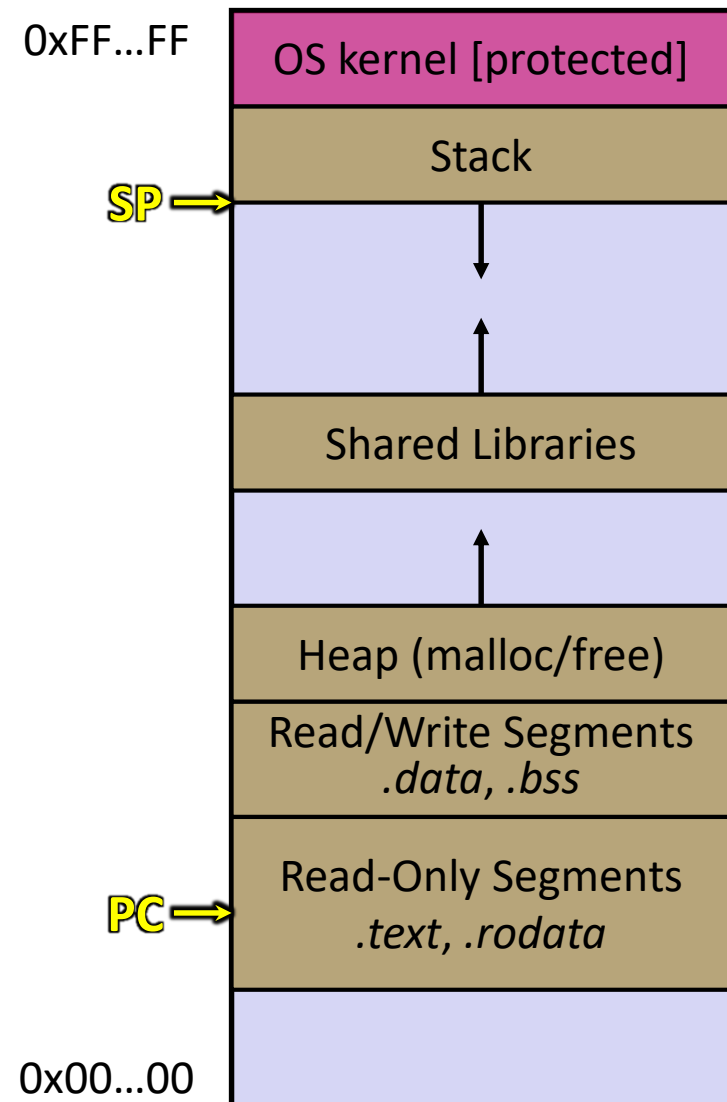 0xFF…FF
OS kernel [protected]
Stack
SP
Shared Libraries
Heap (malloc/free)
Read/Write Segments
.data, .bss
Read-Only Segments
PC
.text, .rodata
0x00…00